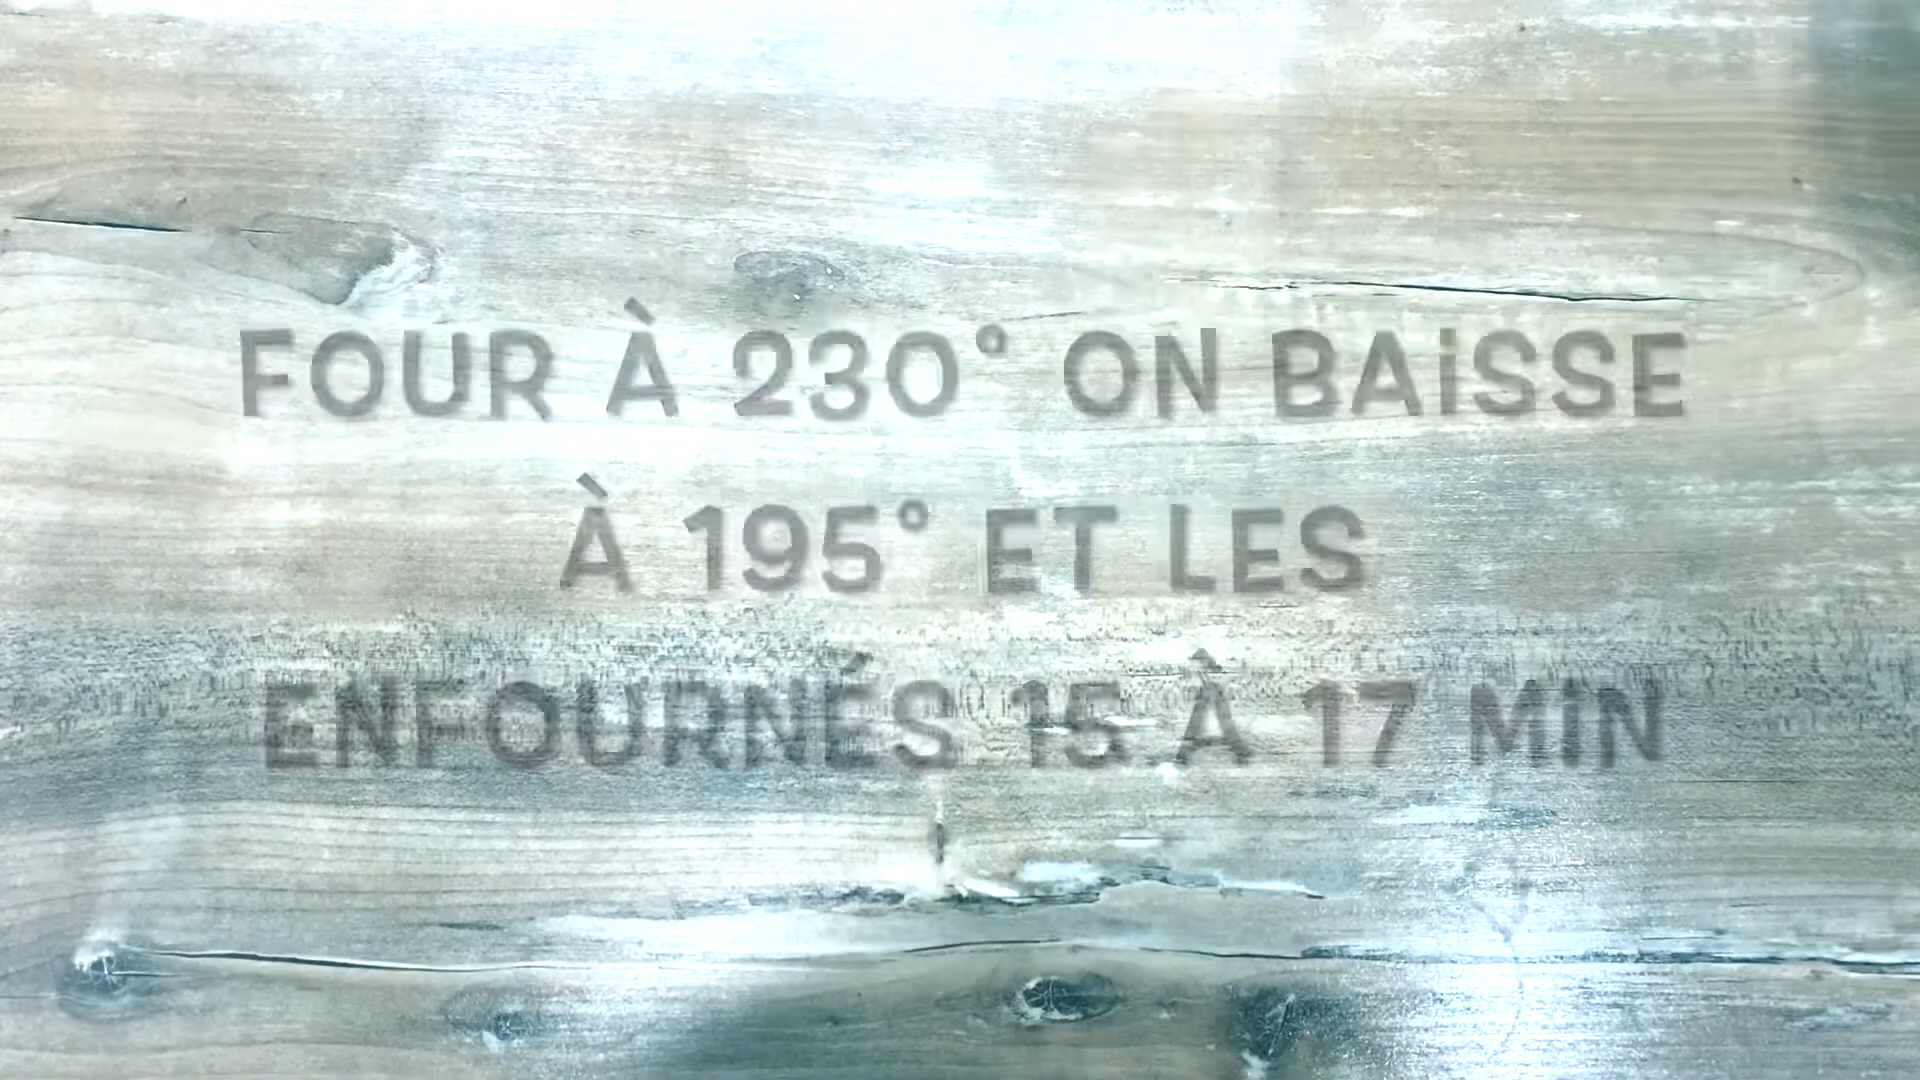 FOUR À 230° ON BAiSSE
À 195° ET LES
ENFOURNÉS 15 À 17 MiN